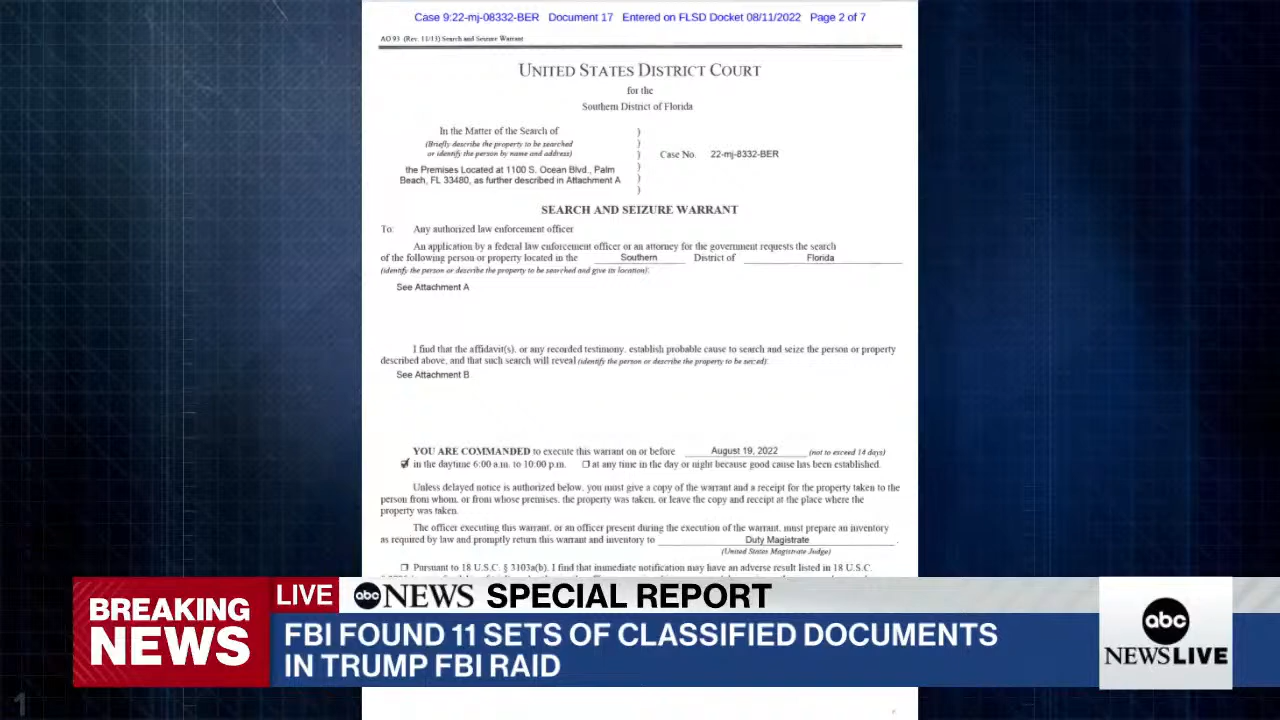 Case 9:22-mj-08332-BER Document 17 Entered on FLSD Docket 08/11/2022 Page 2 of 7
AO 93 (Rev. 11/13) Search and Seizure Warrant
UNITED STATES DISTRICT COURT
for the
Southern District of Florida
In the Matter of the Search of
(Briefly describe the property to be searched
or identify the person by name and address)
the Premises Located at 1100 S. Ocean Blvd., Palm
Beach, FL 33480, as further described in Attachment A
)
)
)
)
)
)
Case No. 22-mj-8332-BER
SEARCH AND SEIZURE WARRANT
To: Any authorized law enforcement officer
An application by a federal law enforcement officer or an attorney for the government requests the search
of the following person or property located in the Southern District of Florida
(identify the person or describe the property to be searched and give its location):
See Attachment A
I find that the affidavit(s), or any recorded testimony, establish probable cause to search and seize the person or property
described above, and that such search will reveal (identify the person or describe the property to be seized):
See Attachment B
YOU ARE COMMANDED to execute this warrant on or before August 19, 2022 (not to exceed 14 days)
in the daytime 6:00 a.m. to 10:00 p.m. at any time in the day or night because good cause has been established.
Unless delayed notice is authorized below, you must give a copy of the warrant and a receipt for the property taken to the
person from whom, or from whose premises, the property was taken, or leave the copy and receipt at the place where the
property was taken.
The officer executing this warrant, or an officer present during the execution of the warrant, must prepare an inventory
as required by law and promptly return this warrant and inventory to Duty Magistrate .
(United States Magistrate Judge)
Pursuant to 18 U.S.C. § 3103a(b), I find that immediate notification may have an adverse result listed in 18 U.S.C.
BREAKING
NEWS
LIVE abc NEWS SPECIAL REPORT
FBI FOUND 11 SETS OF CLASSIFIED DOCUMENTS
IN TRUMP FBI RAID
abc
NEWS LIVE
1